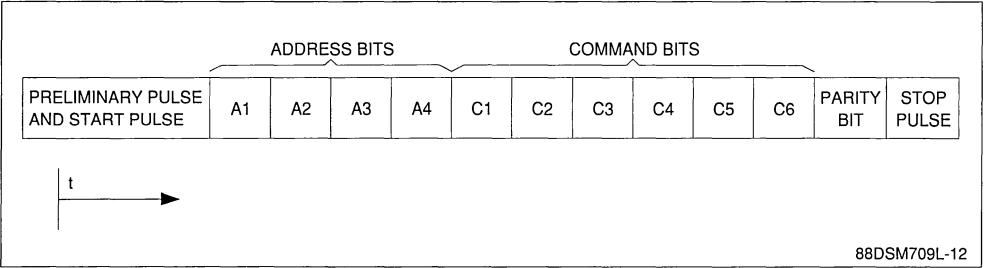 ADDRESS BITS
COMMAND BITS
PRELIMINARY PULSE
AND START PULSE
A1
A2
A3
A4
C1
C2
C3
C4
C5
C6
PARITY
BIT
STOP
PULSE
t
88DSM709L-12